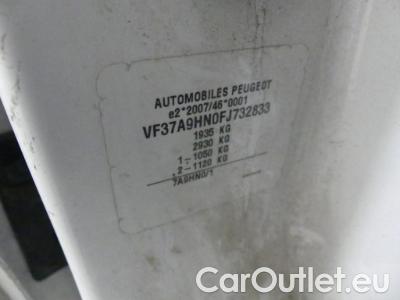 AUTOMOBILES PEUGEOT
e2*2007/46*0001
VF37A9HN0FJ732833
1935 KG
2930 KG
1-1050 KG
2-1120 KG
7A9HN0/1
CarOutlet.eu